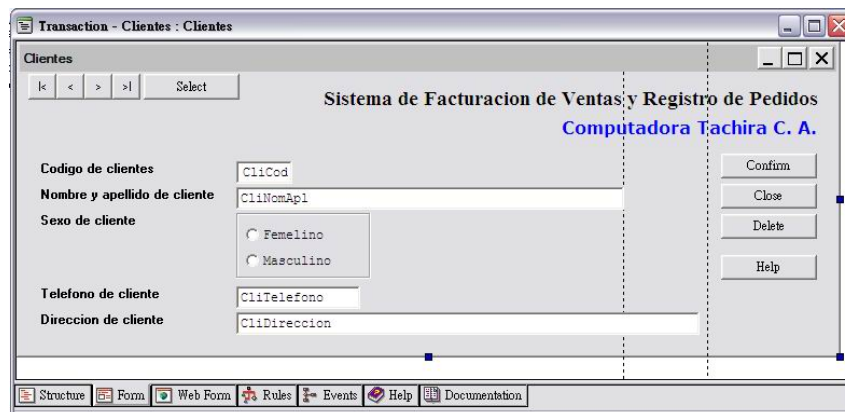 Transaction - Clientes : Clientes
Clientes
|< < > >| Select
Sistema de Facturacion de Ventas y Registro de Pedidos
Computadora Tachira C. A.
Codigo de clientes CliCod Confirm
Nombre y apellido de cliente CliNomApl Close
Sexo de cliente Delete
Femelino
Masculino Help
Telefono de cliente CliTelefono
Direccion de cliente CliDireccion
Structure Form Web Form Rules Events Help Documentation